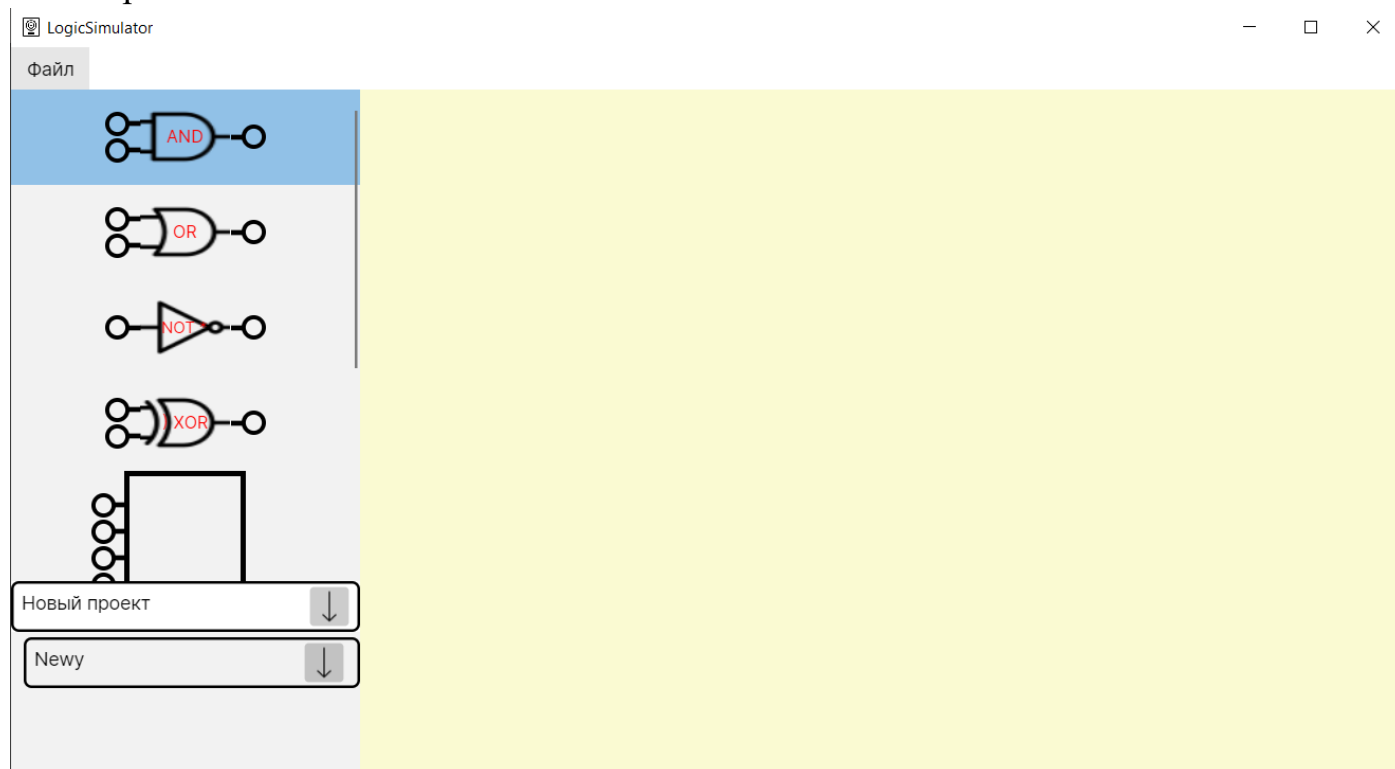 LogicSimulator
Файл
AND
OR
NOT
XOR
Новый проект
Newy